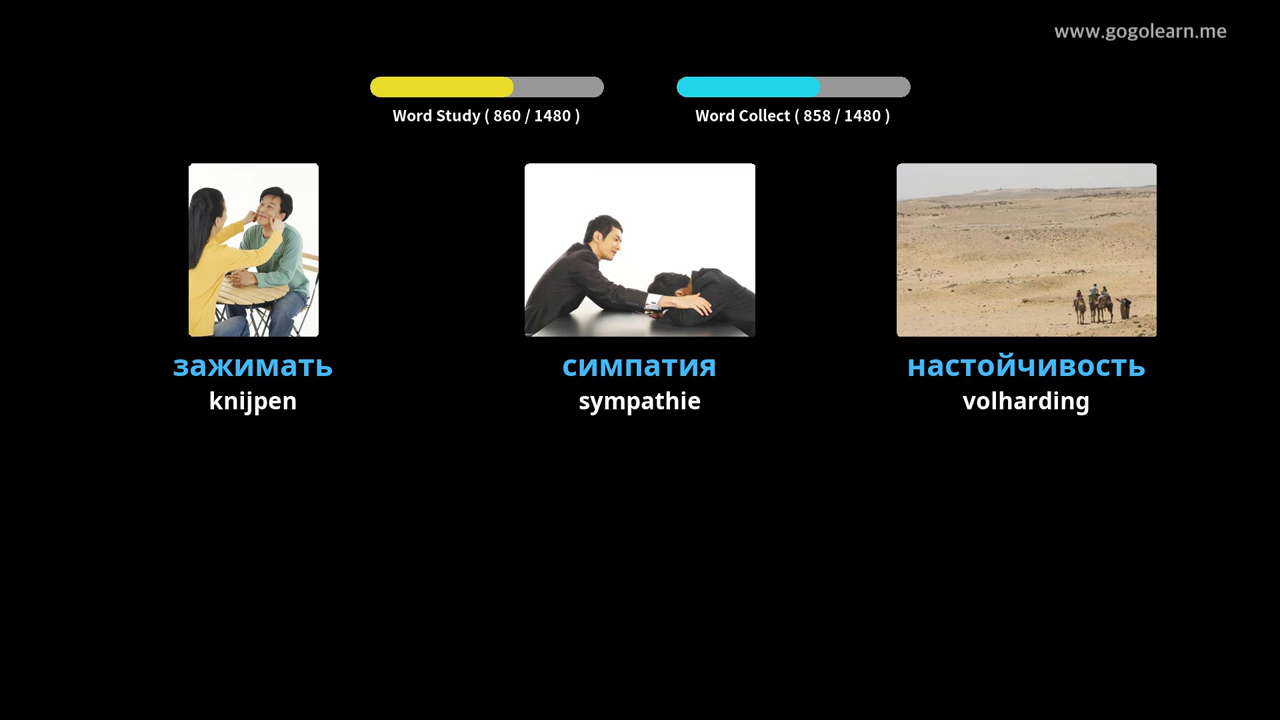 www.gogolearn.me
Word Study ( 860 / 1480 )
Word Collect ( 858 / 1480 )
зажимать
knijpen
симпатия
sympathie
настойчивость
volharding